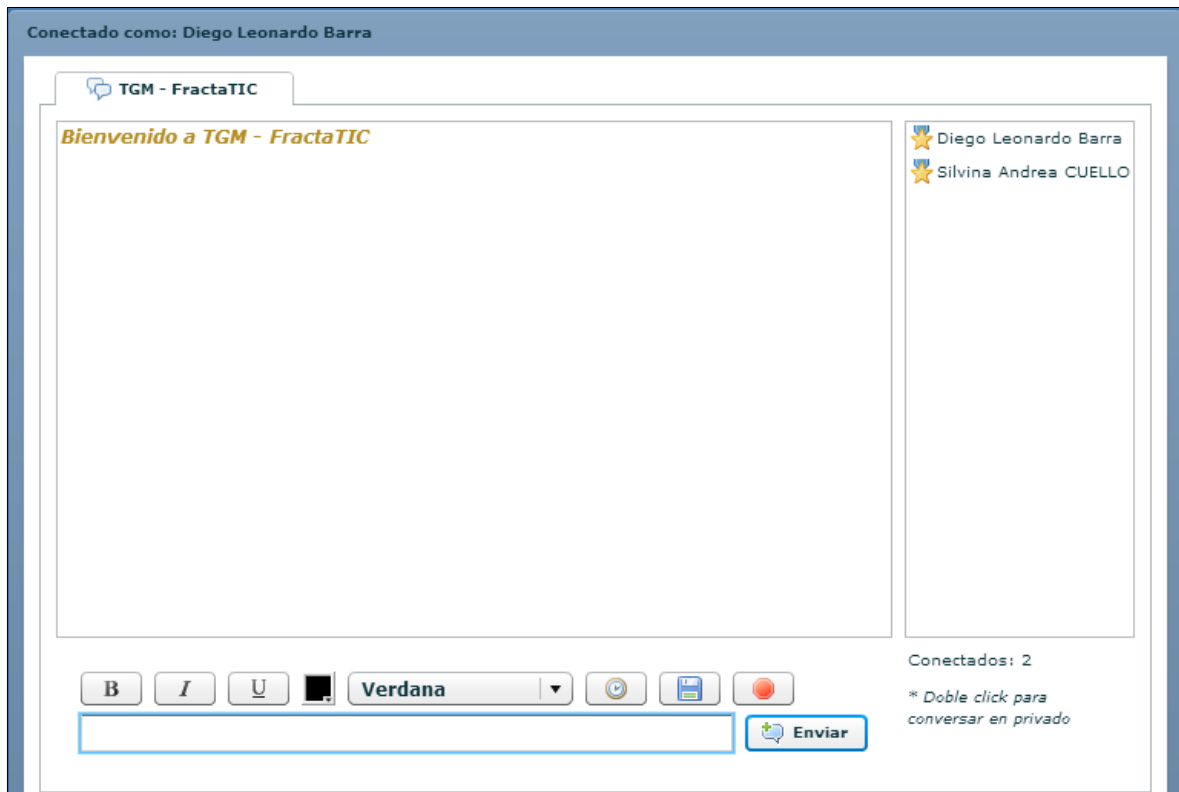 Conectado como: Diego Leonardo Barra
TGM - FractaTIC
Bienvenido a TGM - FractaTIC
Diego Leonardo Barra
Silvina Andrea CUELLO
Conectados: 2
* Doble click para
conversar en privado
B I U Verdana
Enviar